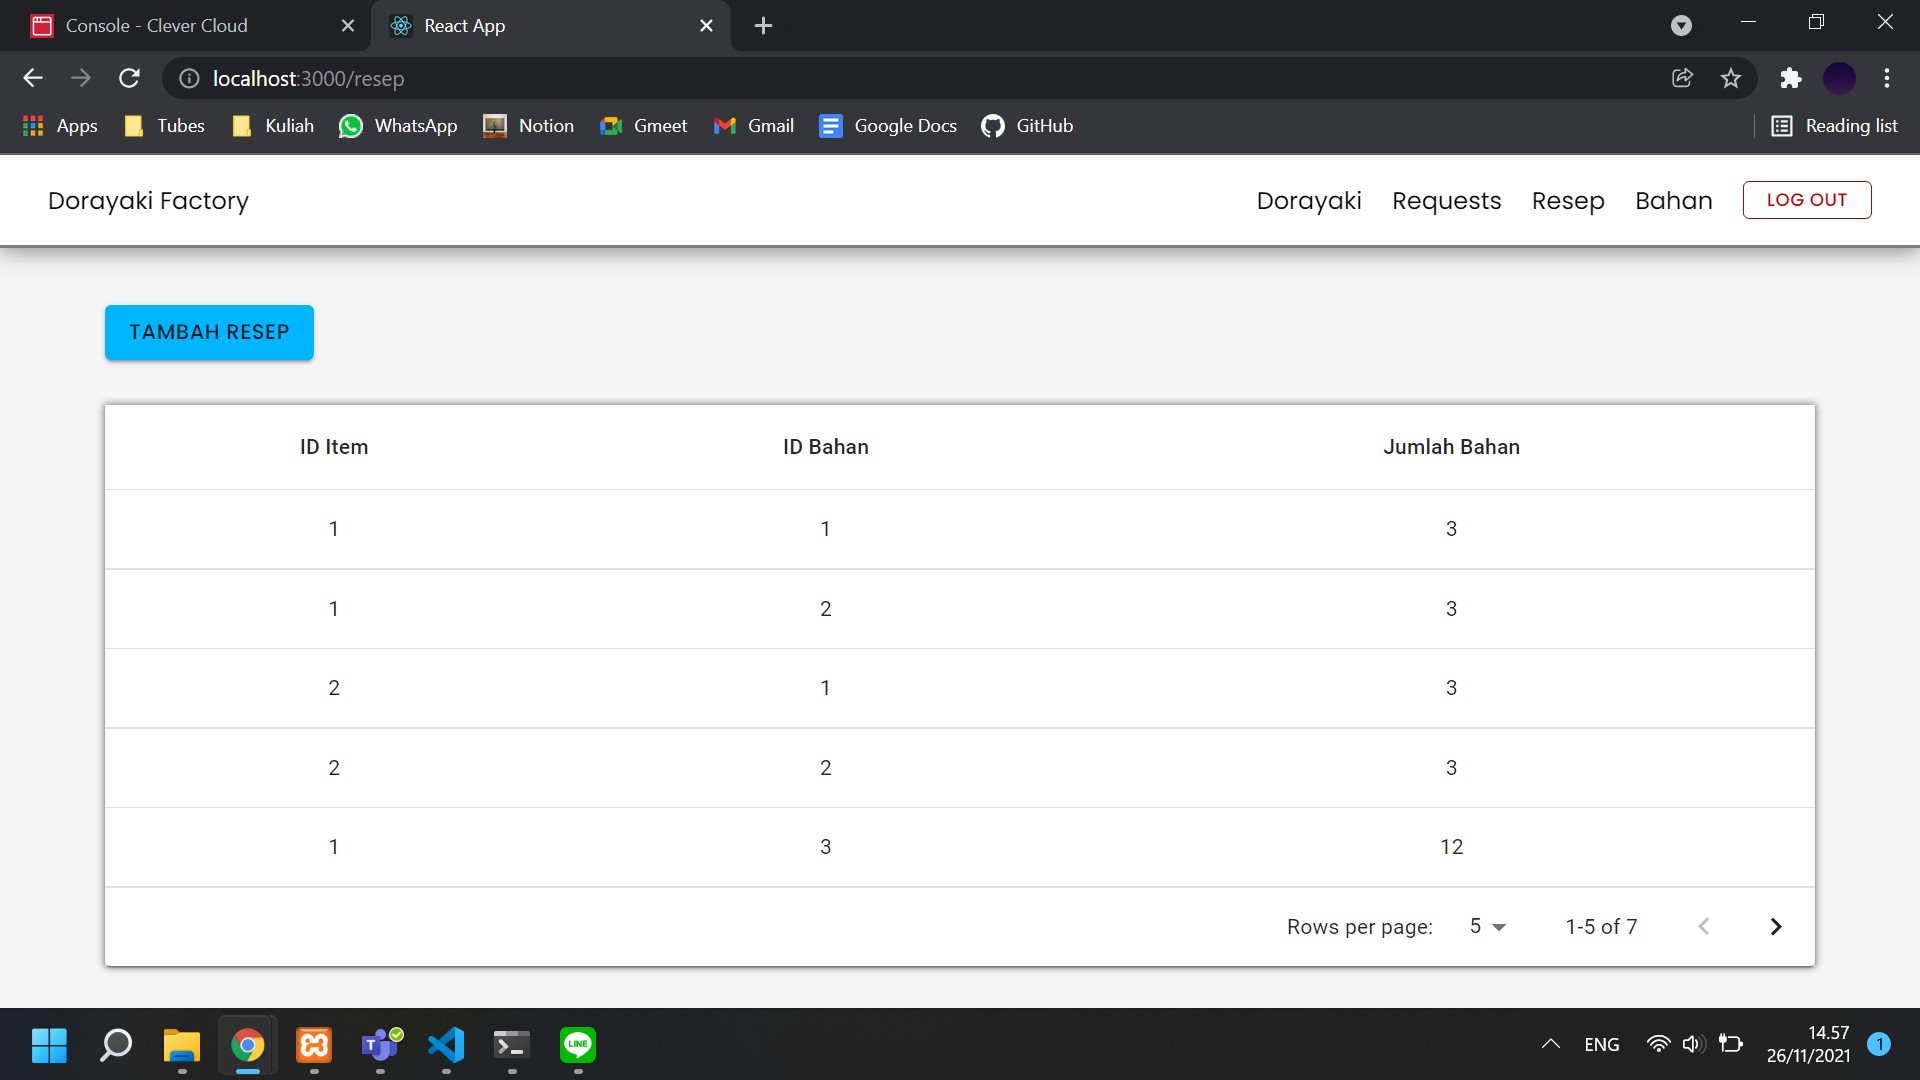 Console - Clever Cloud
React App
localhost:3000/resep
Apps Tubes Kuliah WhatsApp Notion Gmeet Gmail Google Docs GitHub Reading list
Dorayaki Factory Dorayaki Requests Resep Bahan LOG OUT
TAMBAH RESEP
ID Item ID Bahan Jumlah Bahan
1 1 3
1 2 3
2 1 3
2 2 3
1 3 12
Rows per page: 5 1-5 of 7
T LINE ENG 14.57 1
26/11/2021